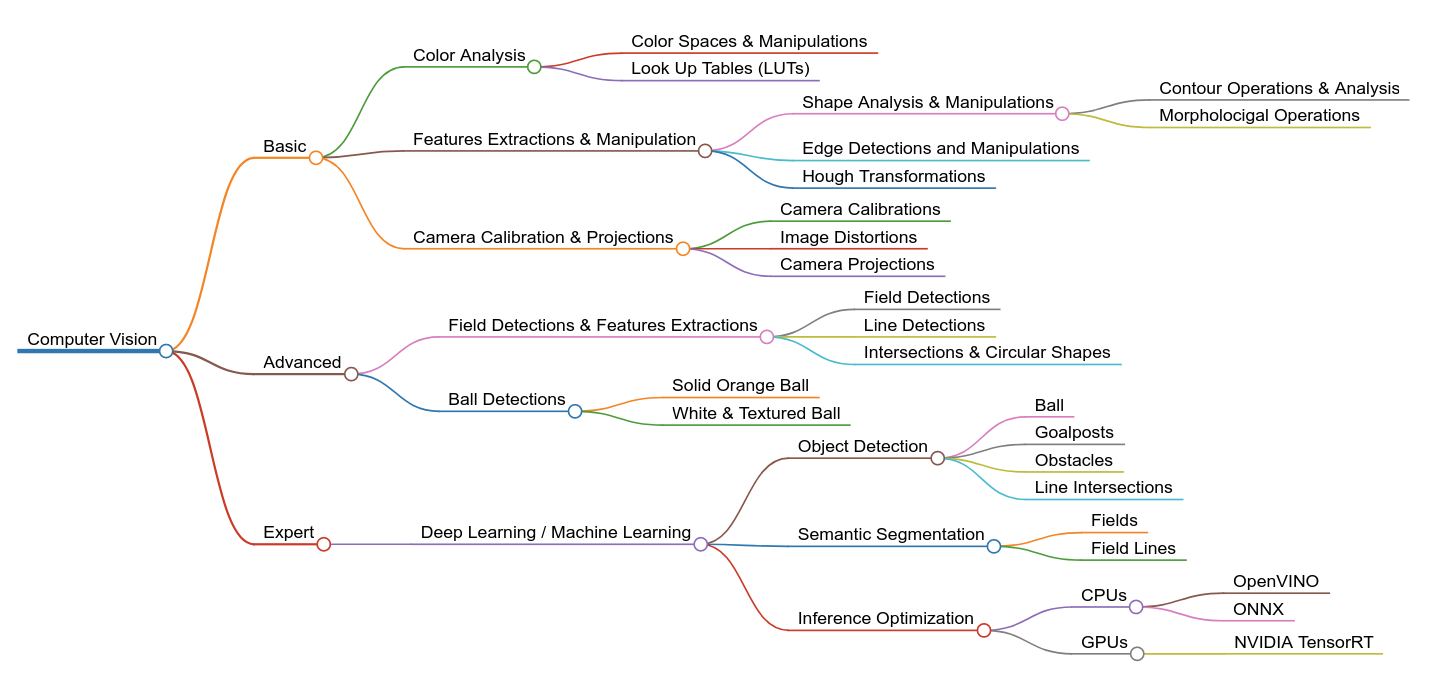 Computer Vision
Basic
Color Analysis
Color Spaces & Manipulations
Look Up Tables (LUTs)
Features Extractions & Manipulation
Shape Analysis & Manipulations
Contour Operations & Analysis
Morpholocigal Operations
Edge Detections and Manipulations
Hough Transformations
Camera Calibration & Projections
Camera Calibrations
Image Distortions
Camera Projections
Advanced
Field Detections & Features Extractions
Field Detections
Line Detections
Intersections & Circular Shapes
Ball Detections
Solid Orange Ball
White & Textured Ball
Expert
Deep Learning / Machine Learning
Object Detection
Ball
Goalposts
Obstacles
Line Intersections
Semantic Segmentation
Fields
Field Lines
Inference Optimization
CPUs
OpenVINO
ONNX
GPUs
NVIDIA TensorRT